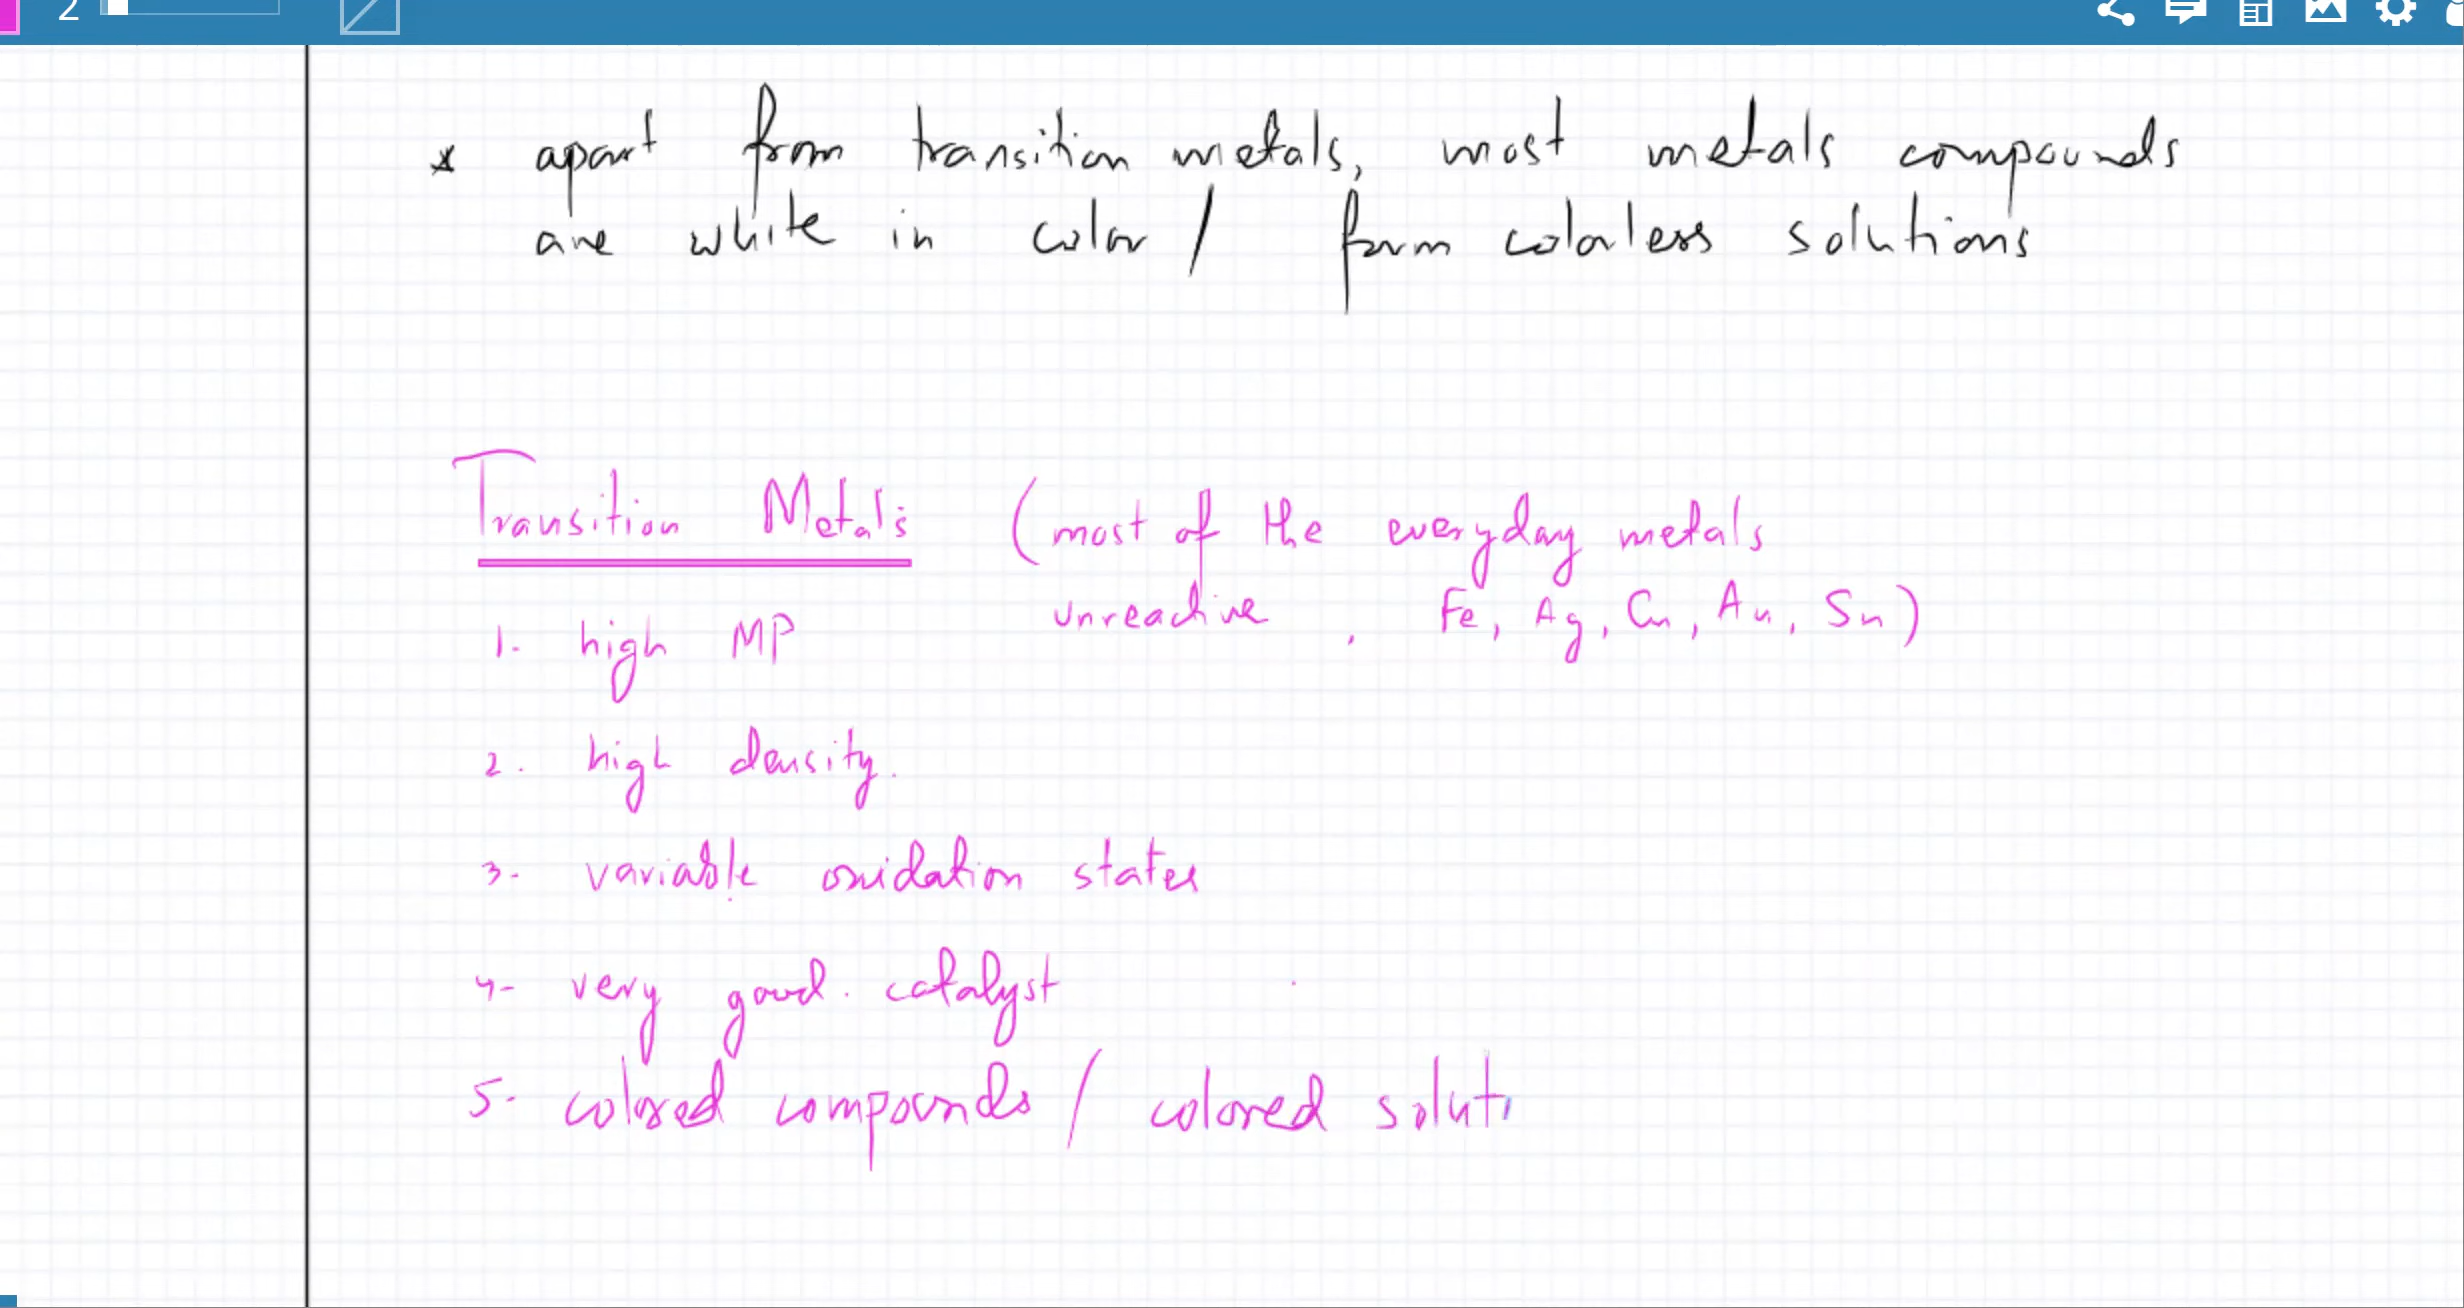 2
* apart from transition metals, most metals compounds
are white in color / form colorless solutions
Transition Metals (most of the everyday metals
unreactive , Fe, Ag, Cu, Au, Sn)
1. high MP
2. high density.
3- variable oxidation states
4- very good. catalyst
5- colored compounds / colored soluti